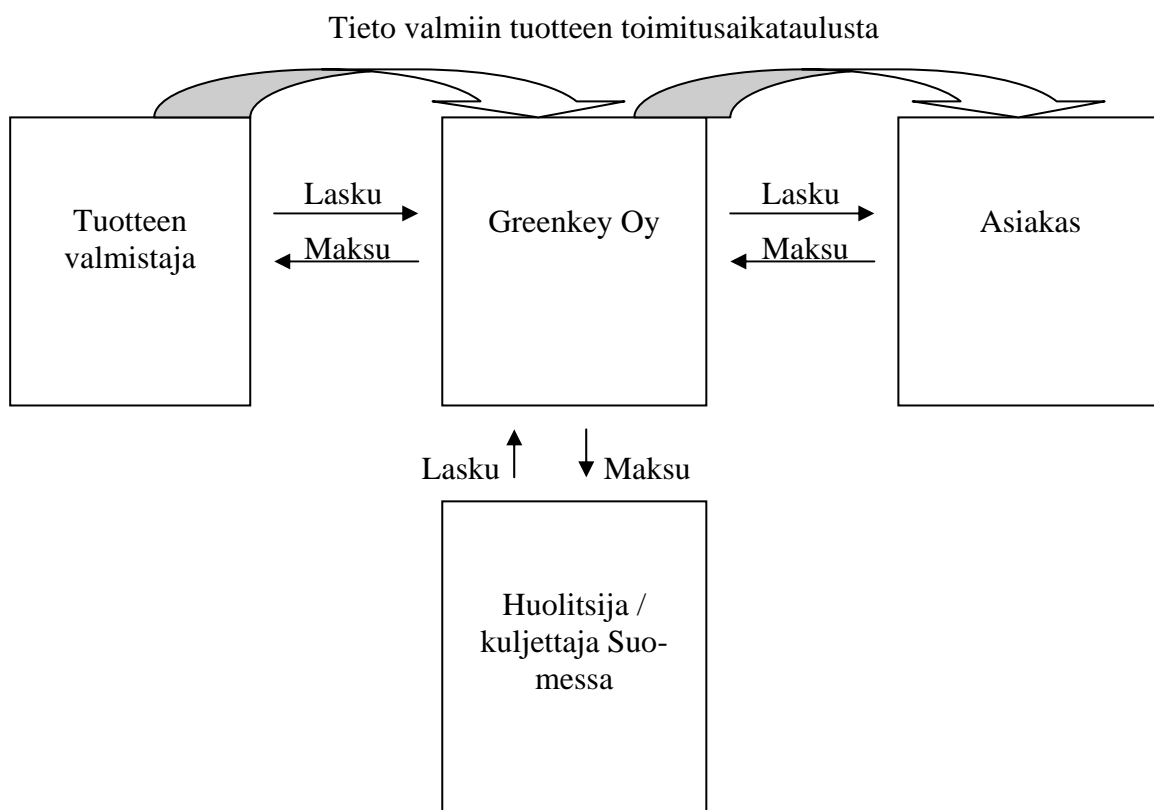 Tieto valmiin tuotteen toimitusaikataulusta
Tuotteen
valmistaja
Lasku
Maksu
Greenkey Oy
Lasku
Maksu
Asiakas
Lasku
Maksu
Huolitsija /
kuljettaja Suo-
messa